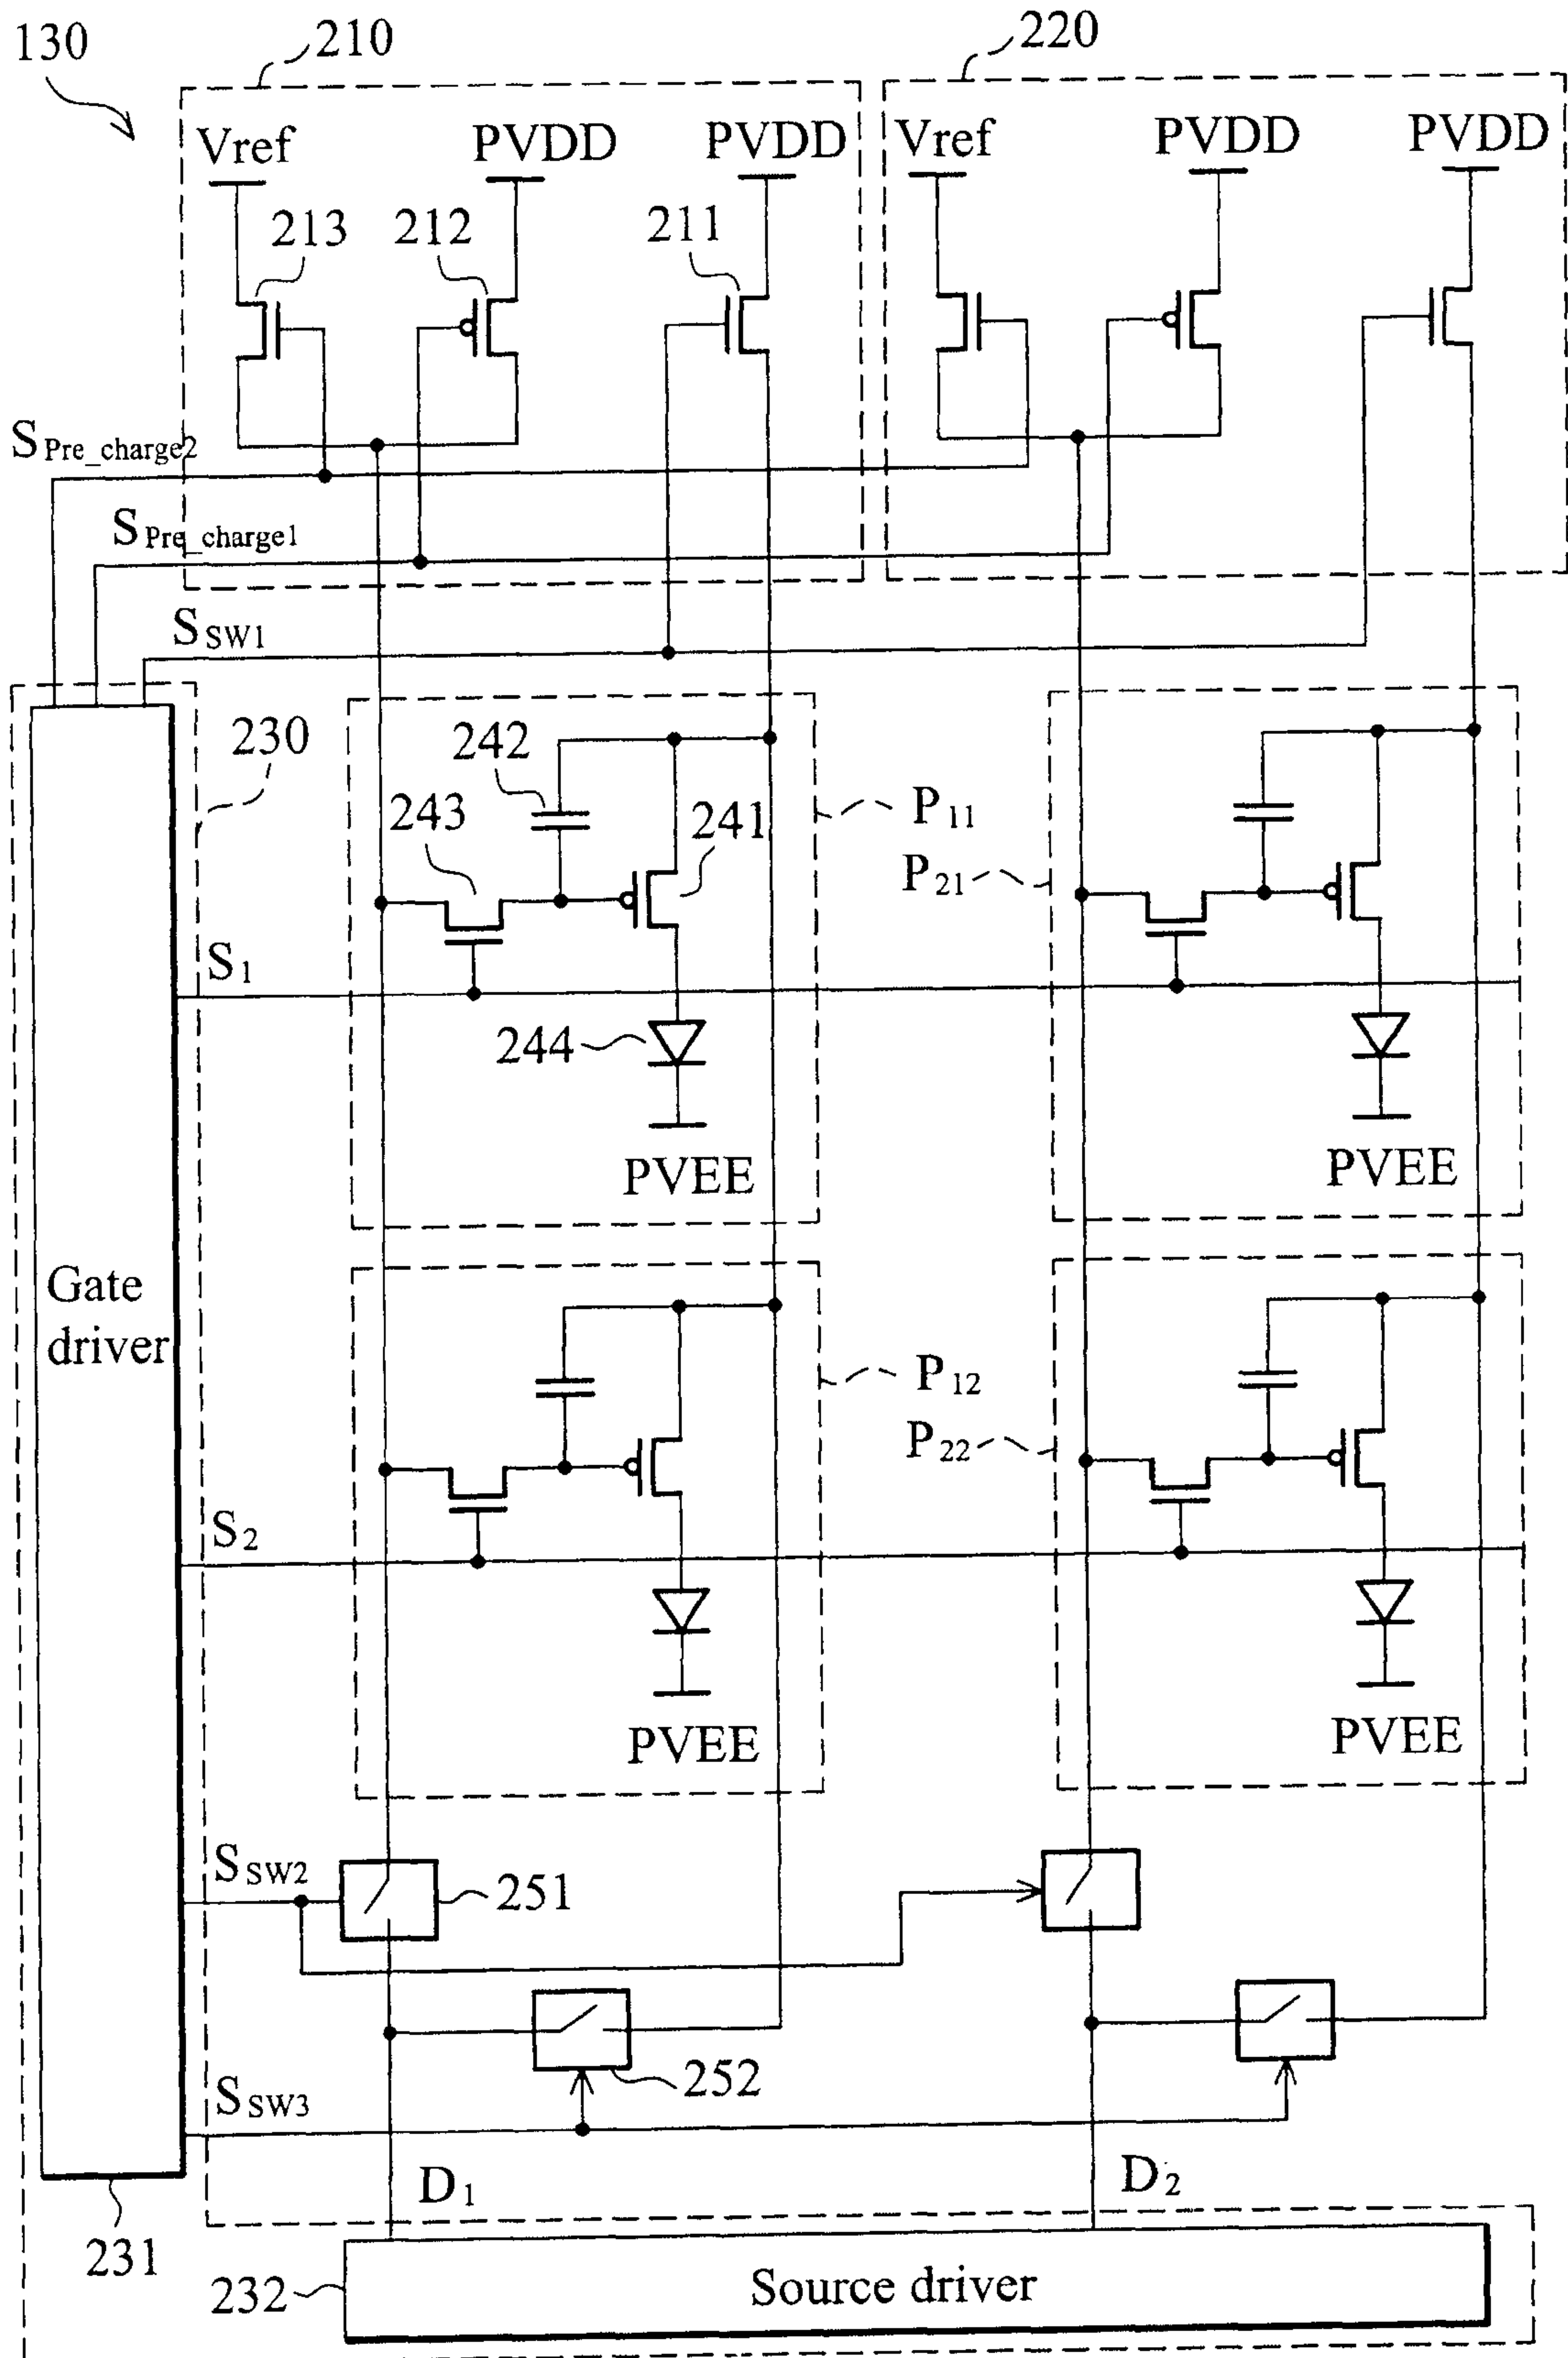 130
210
220
Vref
PVDD
PVDD
Vref
PVDD
PVDD
213
212
211
S Pre_charge2
S Pre_charge1
S SW1
230
242
243
241
P11
P21
S1
244
PVEE
PVEE
Gate
driver
P12
P22
S2
PVEE
PVEE
S SW2
251
252
S SW3
D1
D2
231
232
Source driver